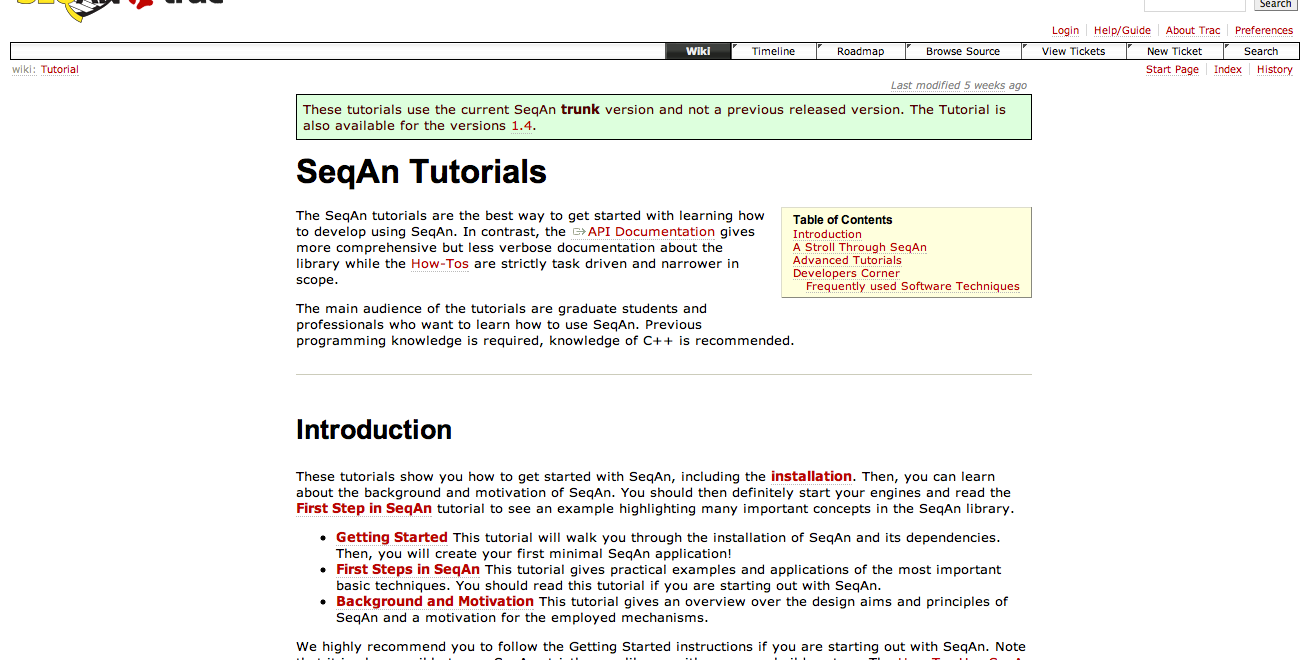 Search
Login Help/Guide About Trac Preferences
Wiki Timeline Roadmap Browse Source View Tickets New Ticket Search
wiki: Tutorial
Start Page Index History
Last modified 5 weeks ago
These tutorials use the current SeqAn trunk version and not a previous released version. The Tutorial is
also available for the versions 1.4.
SeqAn Tutorials
The SeqAn tutorials are the best way to get started with learning how
to develop using SeqAn. In contrast, the API Documentation gives
more comprehensive but less verbose documentation about the
library while the How-Tos are strictly task driven and narrower in
scope.
Table of Contents
Introduction
A Stroll Through SeqAn
Advanced Tutorials
Developers Corner
Frequently used Software Techniques
The main audience of the tutorials are graduate students and
professionals who want to learn how to use SeqAn. Previous
programming knowledge is required, knowledge of C++ is recommended.
Introduction
These tutorials show you how to get started with SeqAn, including the installation. Then, you can learn
about the background and motivation of SeqAn. You should then definitely start your engines and read the
First Step in SeqAn tutorial to see an example highlighting many important concepts in the SeqAn library.
• Getting Started This tutorial will walk you through the installation of SeqAn and its dependencies.
Then, you will create your first minimal SeqAn application!
• First Steps in SeqAn This tutorial gives practical examples and applications of the most important
basic techniques. You should read this tutorial if you are starting out with SeqAn.
• Background and Motivation This tutorial gives an overview over the design aims and principles of
SeqAn and a motivation for the employed mechanisms.
We highly recommend you to follow the Getting Started instructions if you are starting out with SeqAn. Note